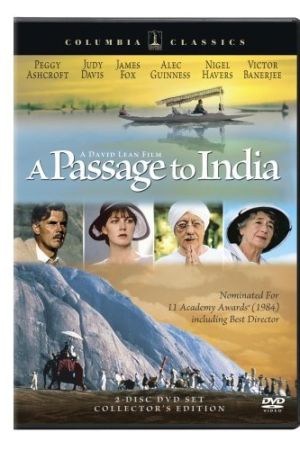 COLUMBIA CLASSICS
PEGGY ASHCROFT
JUDY DAVIS
JAMES FOX
ALEC GUINNESS
NIGEL HAVERS
VICTOR BANERJEE
A DAVID LEAN FILM
A PASSAGE TO INDIA
Nominated For
11 Academy Awards® (1984)
including Best Director
2-DISC DVD SET
COLLECTOR'S EDITION
DVD
VIDEO